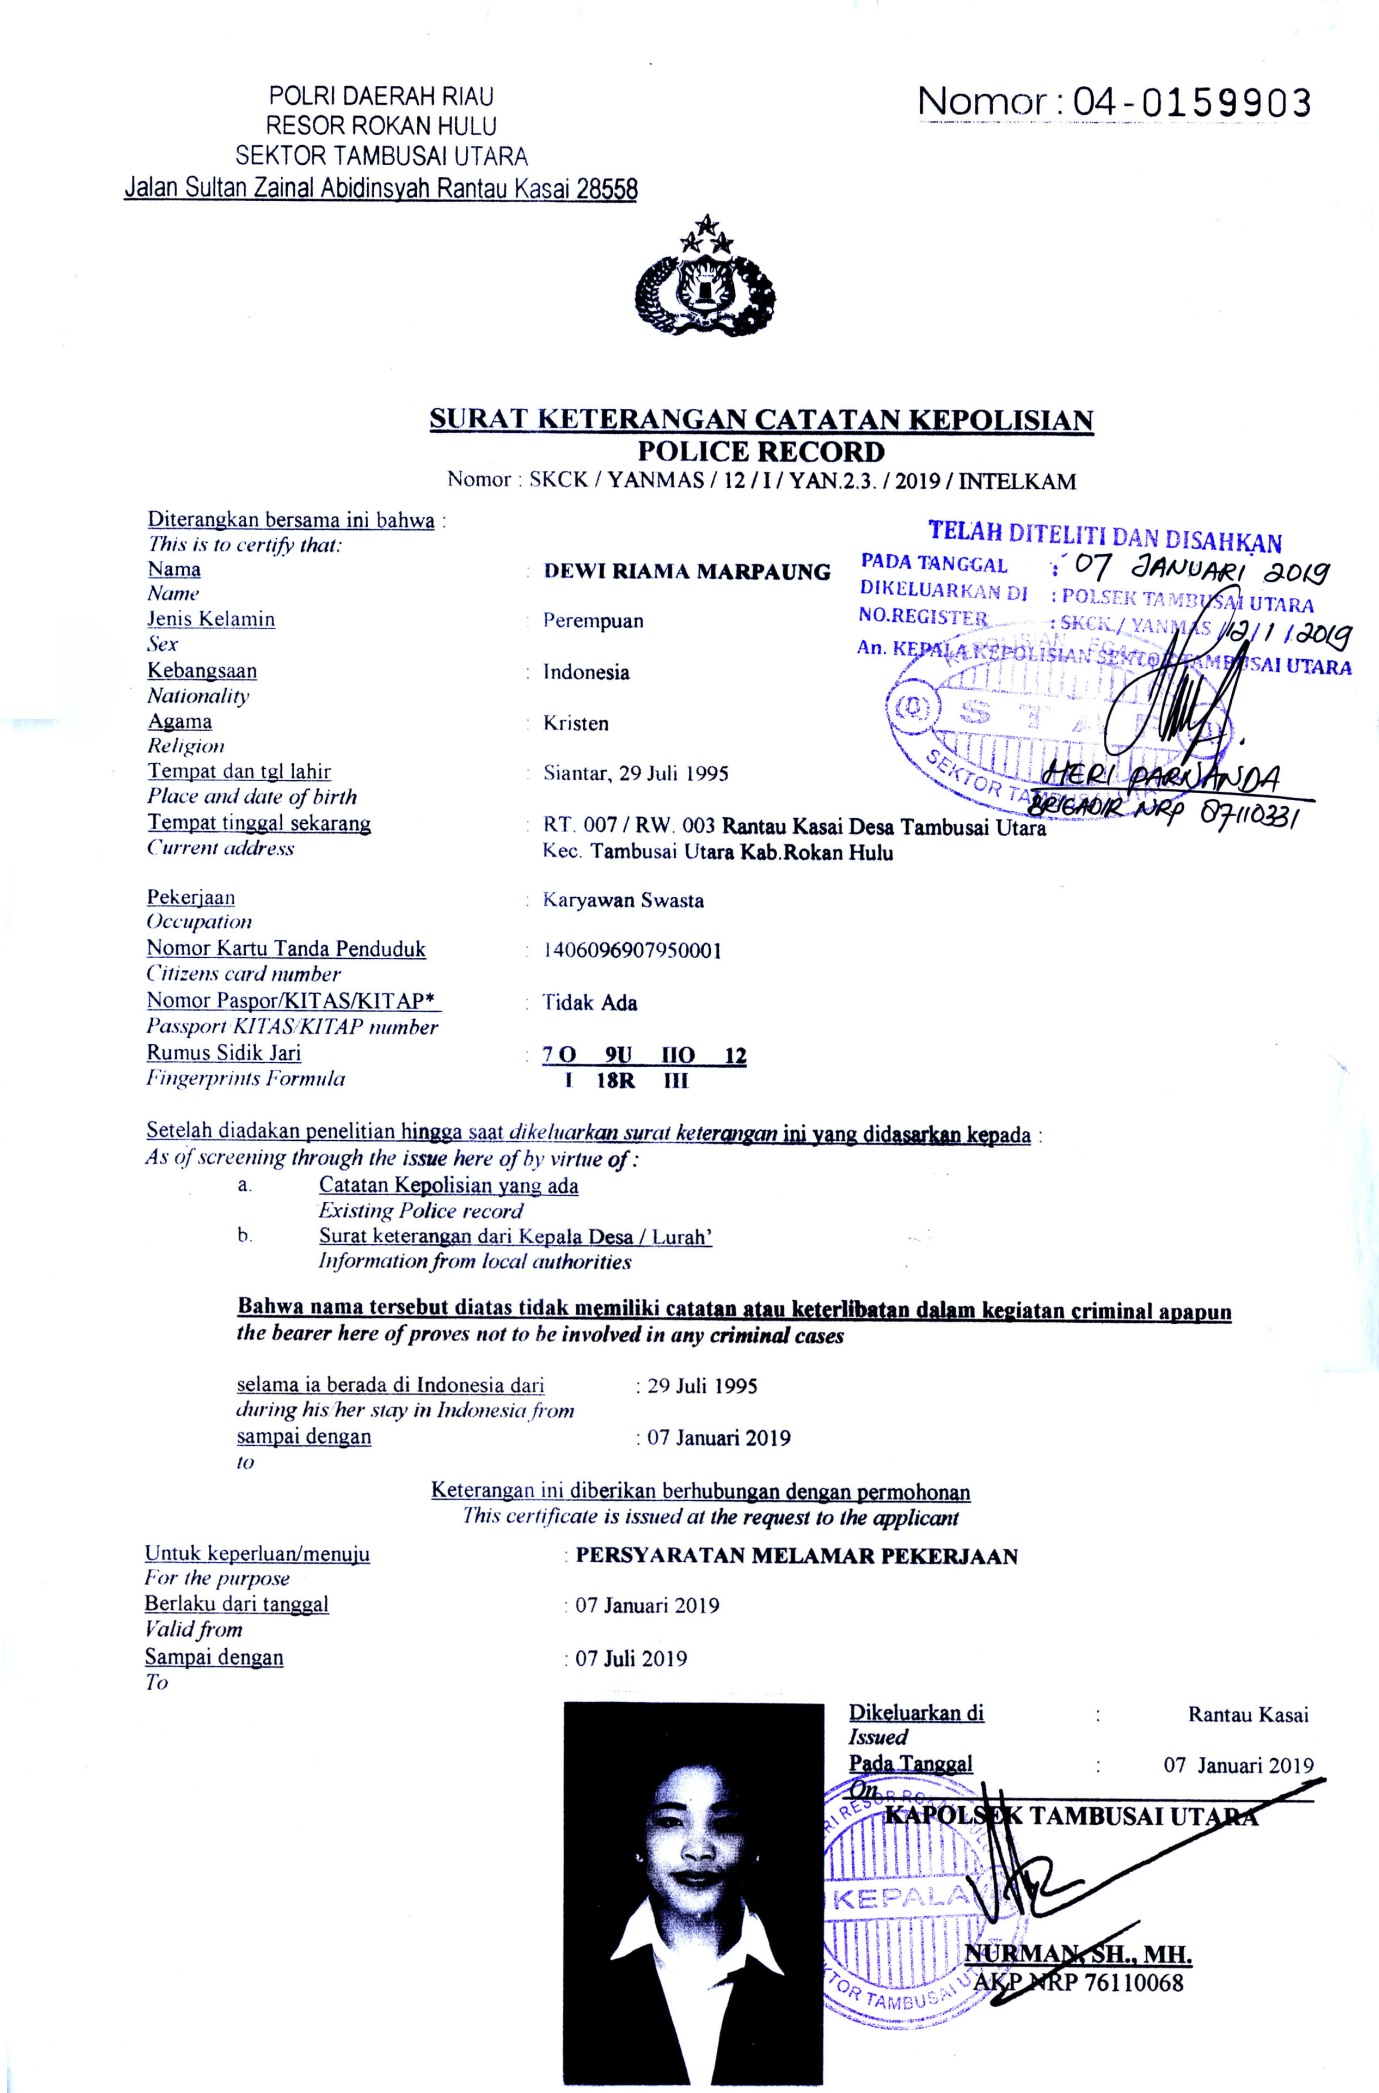 POLRI DAERAH RIAU
RESOR ROKAN HULU
SEKTOR TAMBUSAI UTARA
Jalan Sultan Zainal Abidinsyah Rantau Kasai 28558
Nomor : 04-0159903
SURAT KETERANGAN CATATAN KEPOLISIAN
POLICE RECORD
Nomor : SKCK / YANMAS / 12 / I / YAN.2.3. / 2019 / INTELKAM
Diterangkan bersama ini bahwa :
This is to certify that:
TELAH DITELITI DAN DISAHKAN
PADA TANGGAL : 07 JANUARI 2019
DIKELUARKAN DI : POLSEK TAMBUSAI UTARA
NO.REGISTER : SKCK / YANMAS / 12 / 1 / 2019
An. KEPALA KEPOLISIAN SEKTOR TAMBUSAI UTARA
SEKTOR TAMBUSAI UTARA
HERI PARNANDA
BRIGADIR NRP 87110331
Nama : DEWI RIAMA MARPAUNG
Name
Jenis Kelamin : Perempuan
Sex
Kebangsaan : Indonesia
Nationality
Agama : Kristen
Religion
Tempat dan tgl lahir : Siantar, 29 Juli 1995
Place and date of birth
Tempat tinggal sekarang : RT. 007 / RW. 003 Rantau Kasai Desa Tambusai Utara
Current address Kec. Tambusai Utara Kab.Rokan Hulu
Pekerjaan : Karyawan Swasta
Occupation
Nomor Kartu Tanda Penduduk : 1406096907950001
Citizens card number
Nomor Paspor/KITAS/KITAP* : Tidak Ada
Passport KITAS/KITAP number
Rumus Sidik Jari : 7 O 9U IIO 12
Fingerprints Formula I 18R III
Setelah diadakan penelitian hingga saat dikeluarkan surat keterangan ini yang didasarkan kepada :
As of screening through the issue here of by virtue of :
a. Catatan Kepolisian yang ada
Existing Police record
b. Surat keterangan dari Kepala Desa / Lurah'
Information from local authorities
Bahwa nama tersebut diatas tidak memiliki catatan atau keterlibatan dalam kegiatan criminal apapun
the bearer here of proves not to be involved in any criminal cases
selama ia berada di Indonesia dari : 29 Juli 1995
during his/her stay in Indonesia from
sampai dengan : 07 Januari 2019
to
Keterangan ini diberikan berhubungan dengan permohonan
This certificate is issued at the request to the applicant
Untuk keperluan/menuju : PERSYARATAN MELAMAR PEKERJAAN
For the purpose
Berlaku dari tanggal : 07 Januari 2019
Valid from
Sampai dengan : 07 Juli 2019
To
Dikeluarkan di : Rantau Kasai
Issued
Pada Tanggal : 07 Januari 2019
On
KAPOLSEK TAMBUSAI UTARA
KEPALA
NURMAN, SH., MH.
AKP NRP 76110068